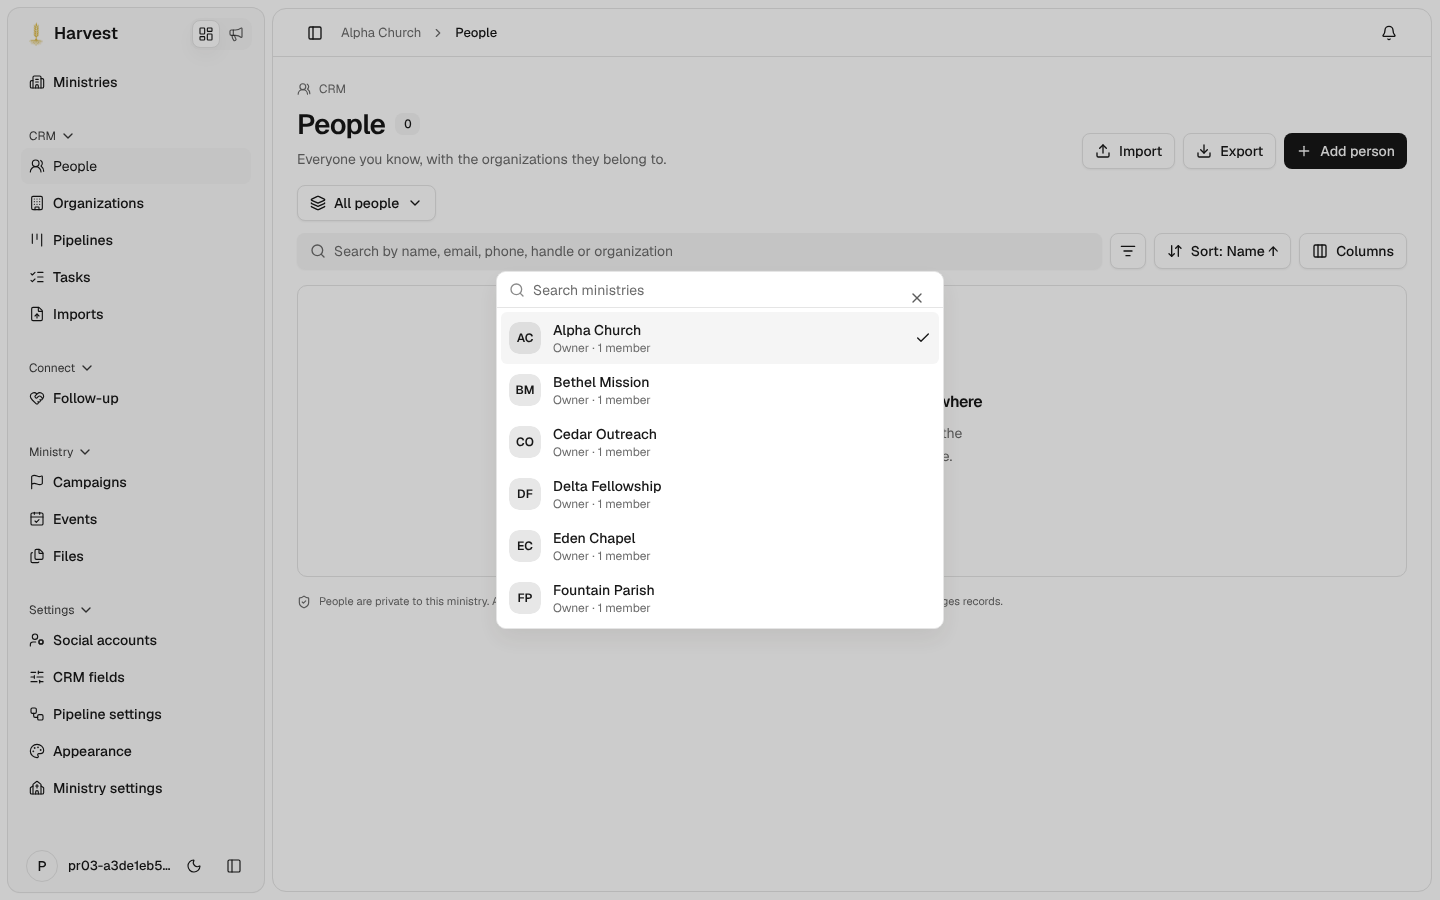 Harvest
Ministries
CRM
People
Organizations
Pipelines
Tasks
Imports
Connect
Follow-up
Ministry
Campaigns
Events
Files
Settings
Social accounts
CRM fields
Pipeline settings
Appearance
Ministry settings
P pr03-a3de1eb5...
Alpha Church > People
CRM
People 0
Everyone you know, with the organizations they belong to.
Import Export + Add person
All people
Search by name, email, phone, handle or organization
Sort: Name ↑ Columns
Search ministries
AC Alpha Church
Owner · 1 member
BM Bethel Mission
Owner · 1 member
CO Cedar Outreach
Owner · 1 member
DF Delta Fellowship
Owner · 1 member
EC Eden Chapel
Owner · 1 member
FP Fountain Parish
Owner · 1 member
People are private to this ministry.
records.